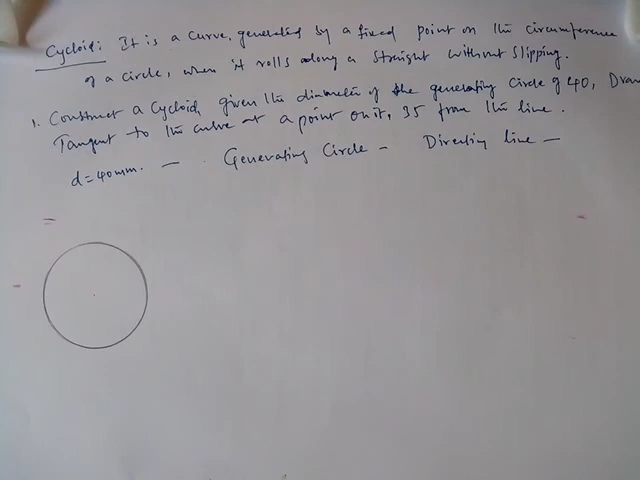 Cycloid: It is a curve, generated by a fixed point on the circumference
of a circle, when it rolls along a straight without slipping.
1. Construct a Cycloid, given the diameter of the generating Circle of 40, Draw
Tangent to the curve at a point on it, 35 from the line.
d=40mm. — Generating Circle – Directing line —